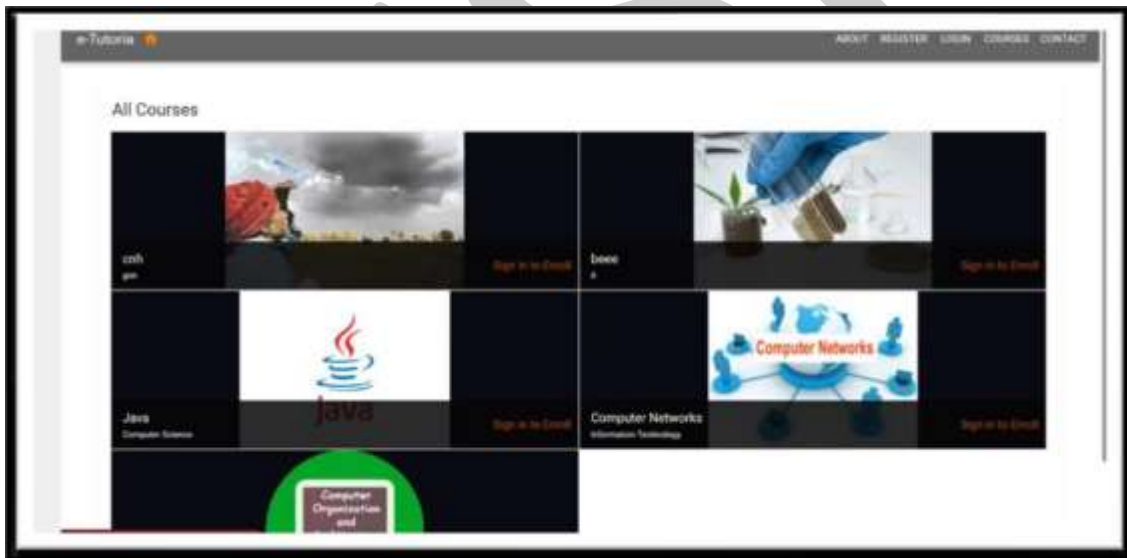 e-Tutoria
ABOUT REGISTER LOGIN COURSES CONTACT
All Courses
Sign in to Enroll
beee
Sign in to Enroll
Java
Java
Computer Science
Sign in to Enroll
Computer Networks
Computer Networks
Information Technology
Sign in to Enroll
Computer
Organization
and